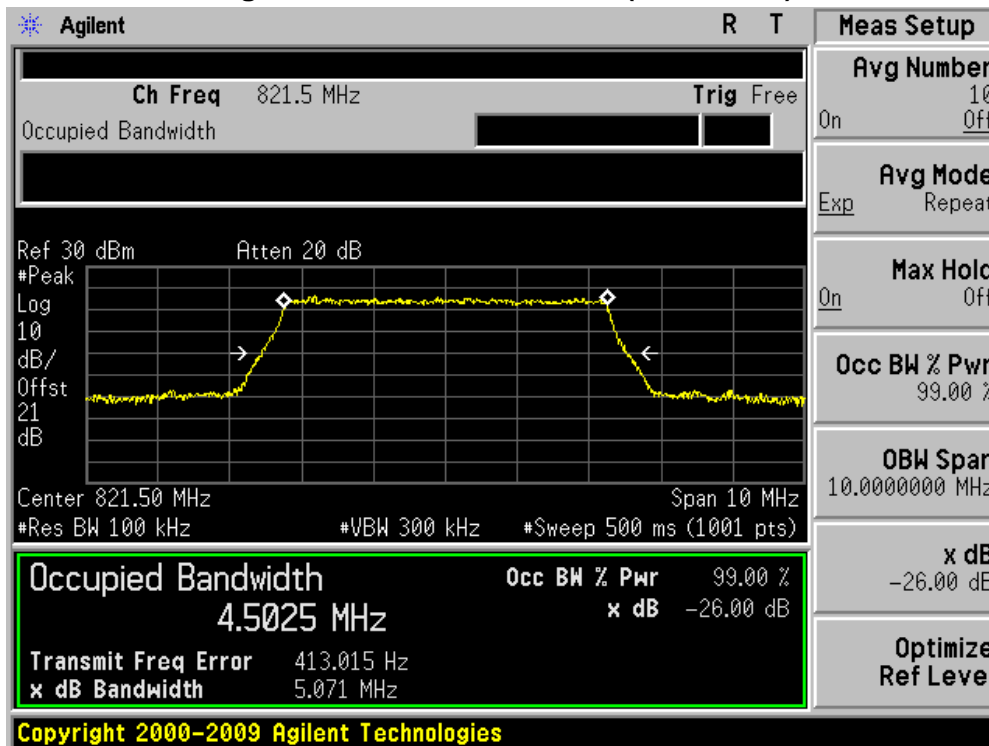 Agilent R T
Ch Freq 821.5 MHz Trig Free
Occupied Bandwidth
Ref 30 dBm Atten 20 dB
#Peak
Log
10
dB/
Offst
21
dB
Center 821.50 MHz Span 10 MHz
#Res BW 100 kHz #VBW 300 kHz #Sweep 500 ms (1001 pts)
Occupied Bandwidth
4.5025 MHz
Occ BW % Pwr 99.00 %
x dB -26.00 dB
Transmit Freq Error 413.015 Hz
x dB Bandwidth 5.071 MHz
Copyright 2000-2009 Agilent Technologies
Meas Setup
Avg Number
10
On Off
Avg Mode
Exp Repeat
Max Hold
On Off
Occ BW % Pwr
99.00 %
OBW Span
10.0000000 MHz
x dB
-26.00 dB
Optimize
Ref Level